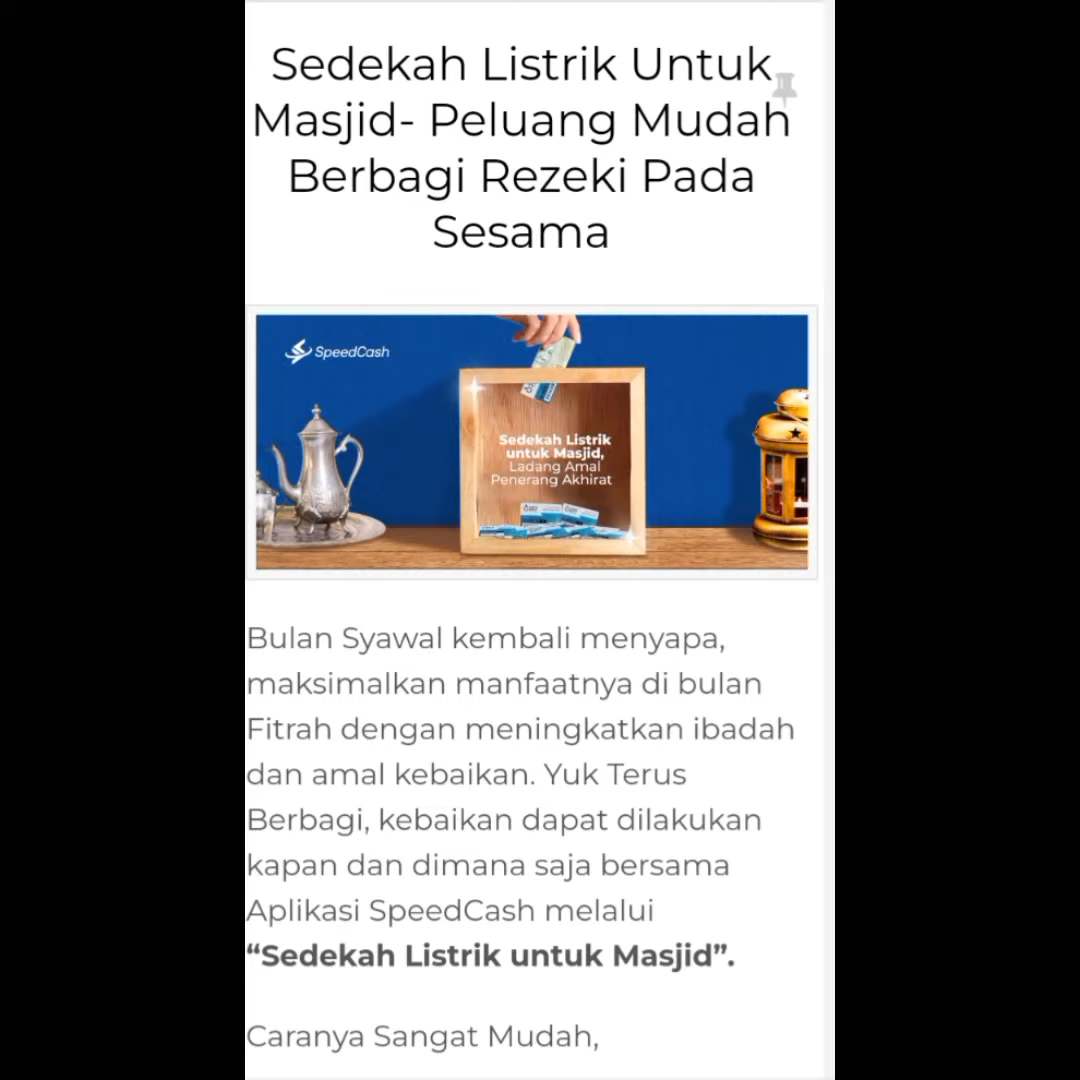 Sedekah Listrik Untuk
Masjid- Peluang Mudah
Berbagi Rezeki Pada
Sesama
SpeedCash
Sedekah Listrik
untuk Masjid,
Ladang Amal
Penerang Akhirat
Bulan Syawal kembali menyapa,
maksimalkan manfaatnya di bulan
Fitrah dengan meningkatkan ibadah
dan amal kebaikan. Yuk Terus
Berbagi, kebaikan dapat dilakukan
kapan dan dimana saja bersama
Aplikasi SpeedCash melalui
“Sedekah Listrik untuk Masjid”.
Caranya Sangat Mudah,